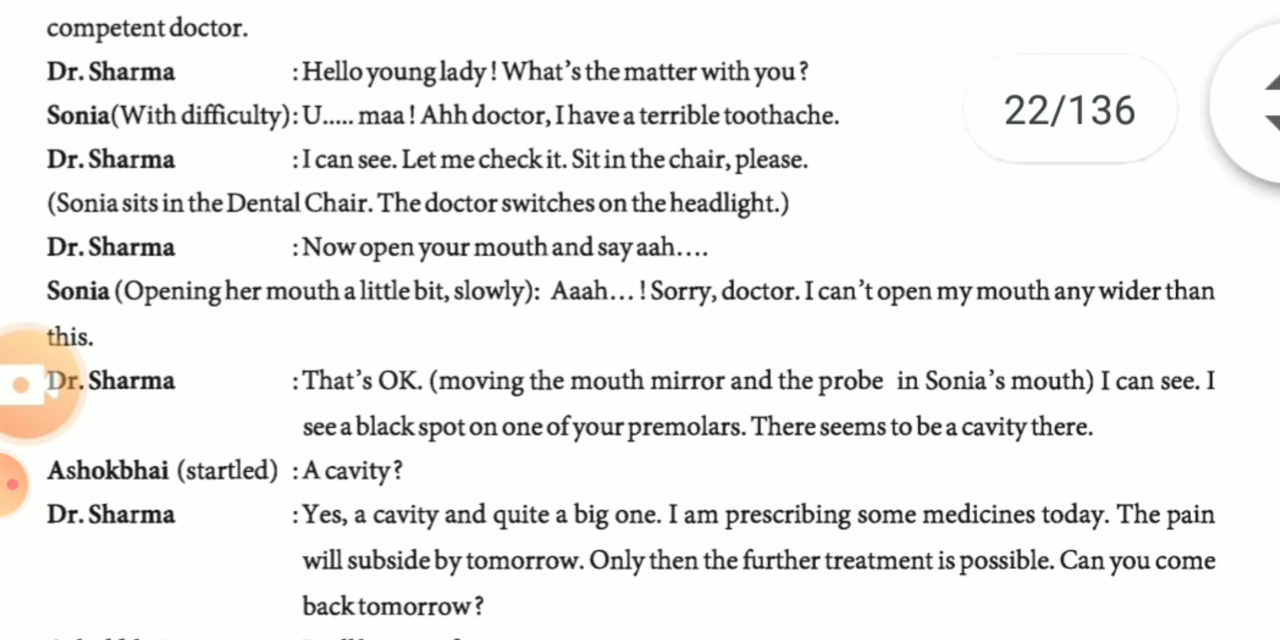 competent doctor.
Dr. Sharma : Hello young lady ! What's the matter with you ?
22/136
Sonia(With difficulty) : U..... maa ! Ahh doctor, I have a terrible toothache.
Dr. Sharma : I can see. Let me check it. Sit in the chair, please.
(Sonia sits in the Dental Chair. The doctor switches on the headlight.)
Dr. Sharma : Now open your mouth and say aah....
Sonia (Opening her mouth a little bit, slowly): Aaah... ! Sorry, doctor. I can't open my mouth any wider than
this.
Dr. Sharma : That's OK. (moving the mouth mirror and the probe in Sonia's mouth) I can see. I
see a black spot on one of your premolars. There seems to be a cavity there.
Ashokbhai (startled) : A cavity?
Dr. Sharma : Yes, a cavity and quite a big one. I am prescribing some medicines today. The pain
will subside by tomorrow. Only then the further treatment is possible. Can you come
back tomorrow ?